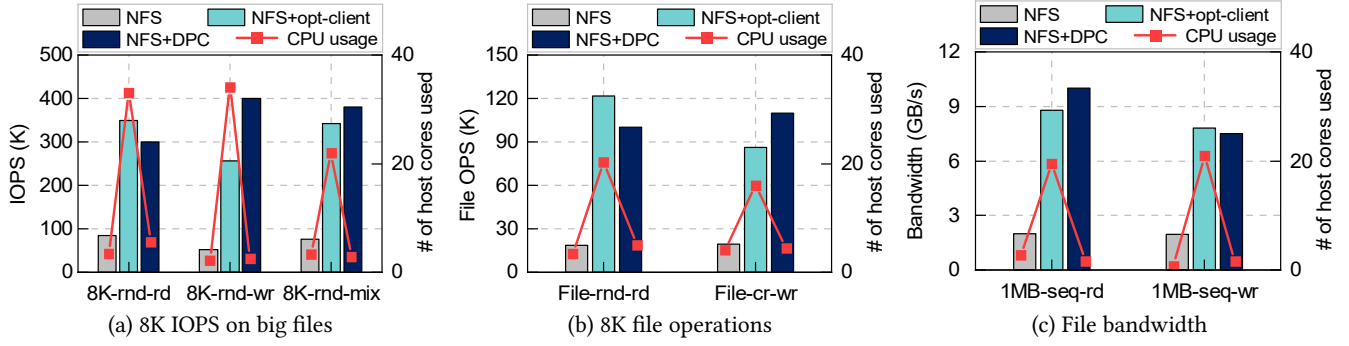 NFS
NFS+opt-client
NFS+DPC
CPU usage
500
400
300
200
100
0
IOPS (K)
40
20
0
# of host cores used
8K-rnd-rd
8K-rnd-wr
8K-rnd-mix
(a) 8K IOPS on big files
NFS
NFS+opt-client
NFS+DPC
CPU usage
150
120
90
60
30
0
File OPS (K)
40
20
0
# of host cores used
File-rnd-rd
File-cr-wr
(b) 8K file operations
NFS
NFS+opt-client
NFS+DPC
CPU usage
12
9
6
3
0
Bandwidth (GB/s)
40
20
0
# of host cores used
1MB-seq-rd
1MB-seq-wr
(c) File bandwidth